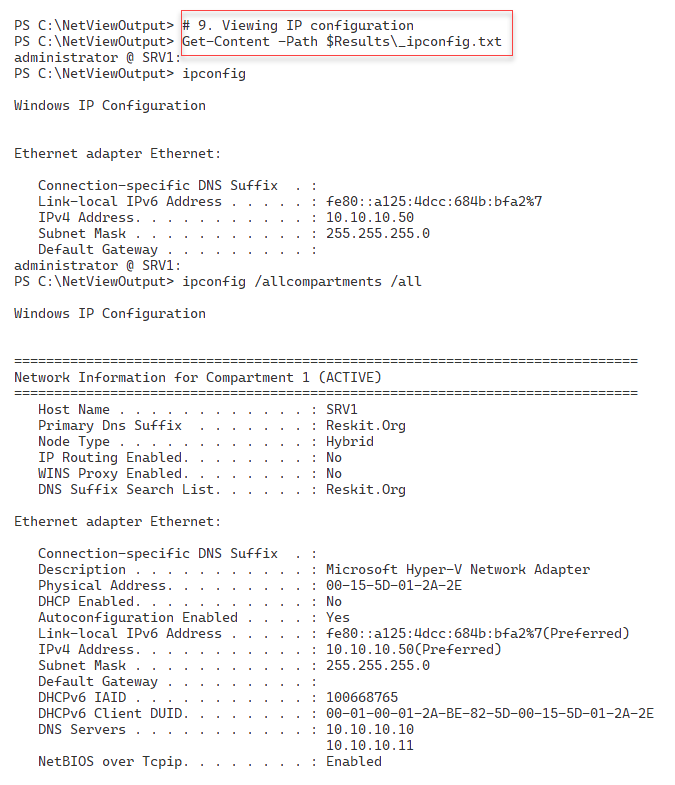 PS C:\NetViewOutput> # 9. Viewing IP configuration
PS C:\NetViewOutput> Get-Content -Path $Results\_ipconfig.txt
administrator @ SRV1:
PS C:\NetViewOutput> ipconfig

Windows IP Configuration


Ethernet adapter Ethernet:

   Connection-specific DNS Suffix  . :
   Link-local IPv6 Address . . . . . : fe80::a125:4dcc:684b:bfa2%7
   IPv4 Address. . . . . . . . . . . : 10.10.10.50
   Subnet Mask . . . . . . . . . . . : 255.255.255.0
   Default Gateway . . . . . . . . . :
administrator @ SRV1:
PS C:\NetViewOutput> ipconfig /allcompartments /all

Windows IP Configuration


==============================================================================
Network Information for Compartment 1 (ACTIVE)
==============================================================================
   Host Name . . . . . . . . . . . . : SRV1
   Primary Dns Suffix  . . . . . . . : Reskit.Org
   Node Type . . . . . . . . . . . . : Hybrid
   IP Routing Enabled. . . . . . . . : No
   WINS Proxy Enabled. . . . . . . . : No
   DNS Suffix Search List. . . . . . : Reskit.Org

Ethernet adapter Ethernet:

   Connection-specific DNS Suffix  . :
   Description . . . . . . . . . . . : Microsoft Hyper-V Network Adapter
   Physical Address. . . . . . . . . : 00-15-5D-01-2A-2E
   DHCP Enabled. . . . . . . . . . . : No
   Autoconfiguration Enabled . . . . : Yes
   Link-local IPv6 Address . . . . . : fe80::a125:4dcc:684b:bfa2%7(Preferred)
   IPv4 Address. . . . . . . . . . . : 10.10.10.50(Preferred)
   Subnet Mask . . . . . . . . . . . : 255.255.255.0
   Default Gateway . . . . . . . . . :
   DHCPv6 IAID . . . . . . . . . . . : 100668765
   DHCPv6 Client DUID. . . . . . . . : 00-01-00-01-2A-BE-82-5D-00-15-5D-01-2A-2E
   DNS Servers . . . . . . . . . . . : 10.10.10.10
                                       10.10.10.11
   NetBIOS over Tcpip. . . . . . . . : Enabled